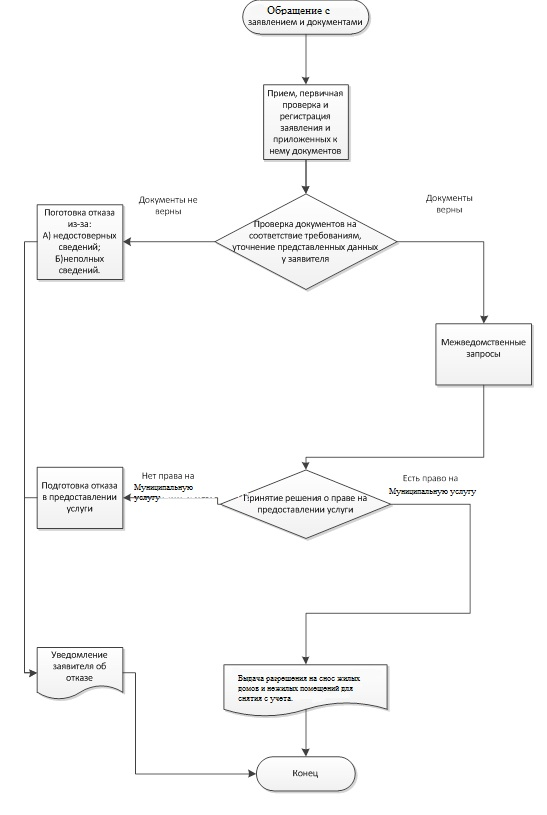 Обращение с
заявлением и документами
Прием, первичная
проверка и
регистрация
заявления и
приложенных к
нему документов
Документы не
верны
Документы
верны
Поготовка отказа
из-за:
А) недостоверных
сведений;
Б)неполных
сведений.
Проверка документов на
соответствие требованиям,
уточнение представленных данных
у заявителя
Межведомственные
запросы
Подготовка отказа
в предоставлении
услуги
Нет права на
Муниципальную
услугу
Принятие решения о праве на
предоставлении услуги
Есть право на
Муниципальную услугу
Уведомление
заявителя об
отказе
Выдача разрешения на снос жилых
домов и нежилых помещений для
снятия с учета.
Конец